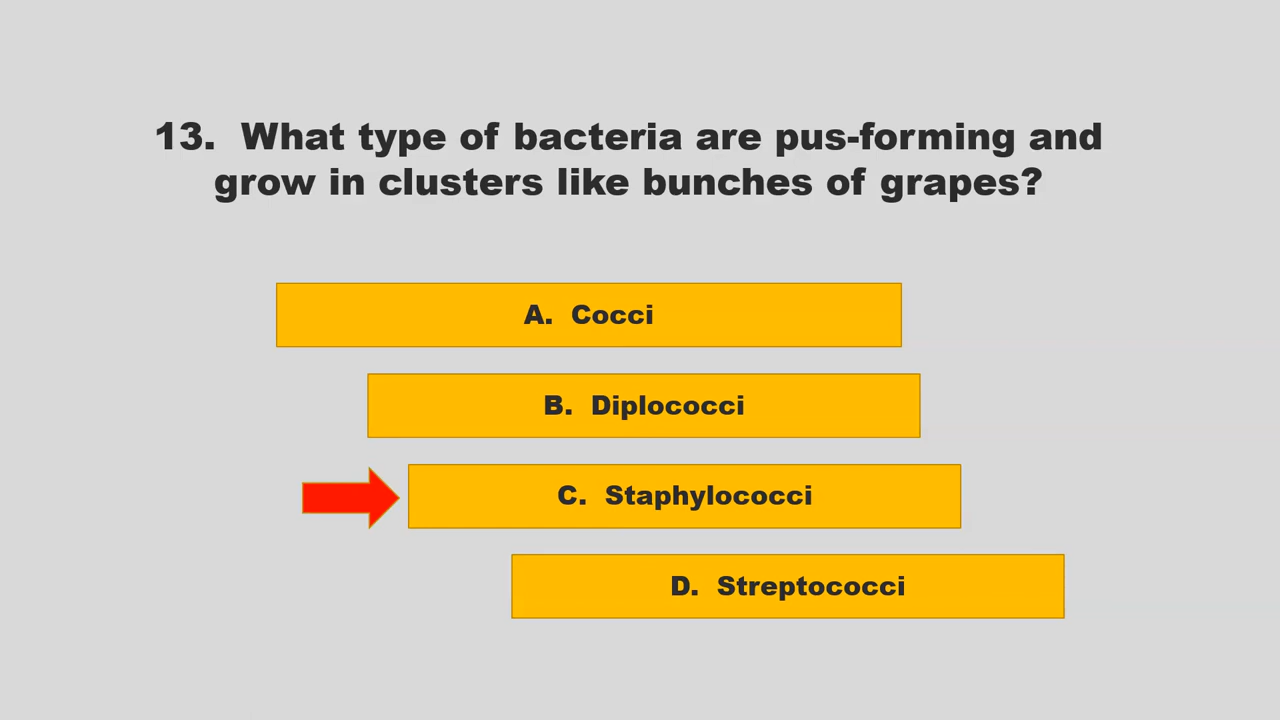 13.  What type of bacteria are pus-forming and
grow in clusters like bunches of grapes?
A.  Cocci
B.  Diplococci
C.  Staphylococci
D.  Streptococci